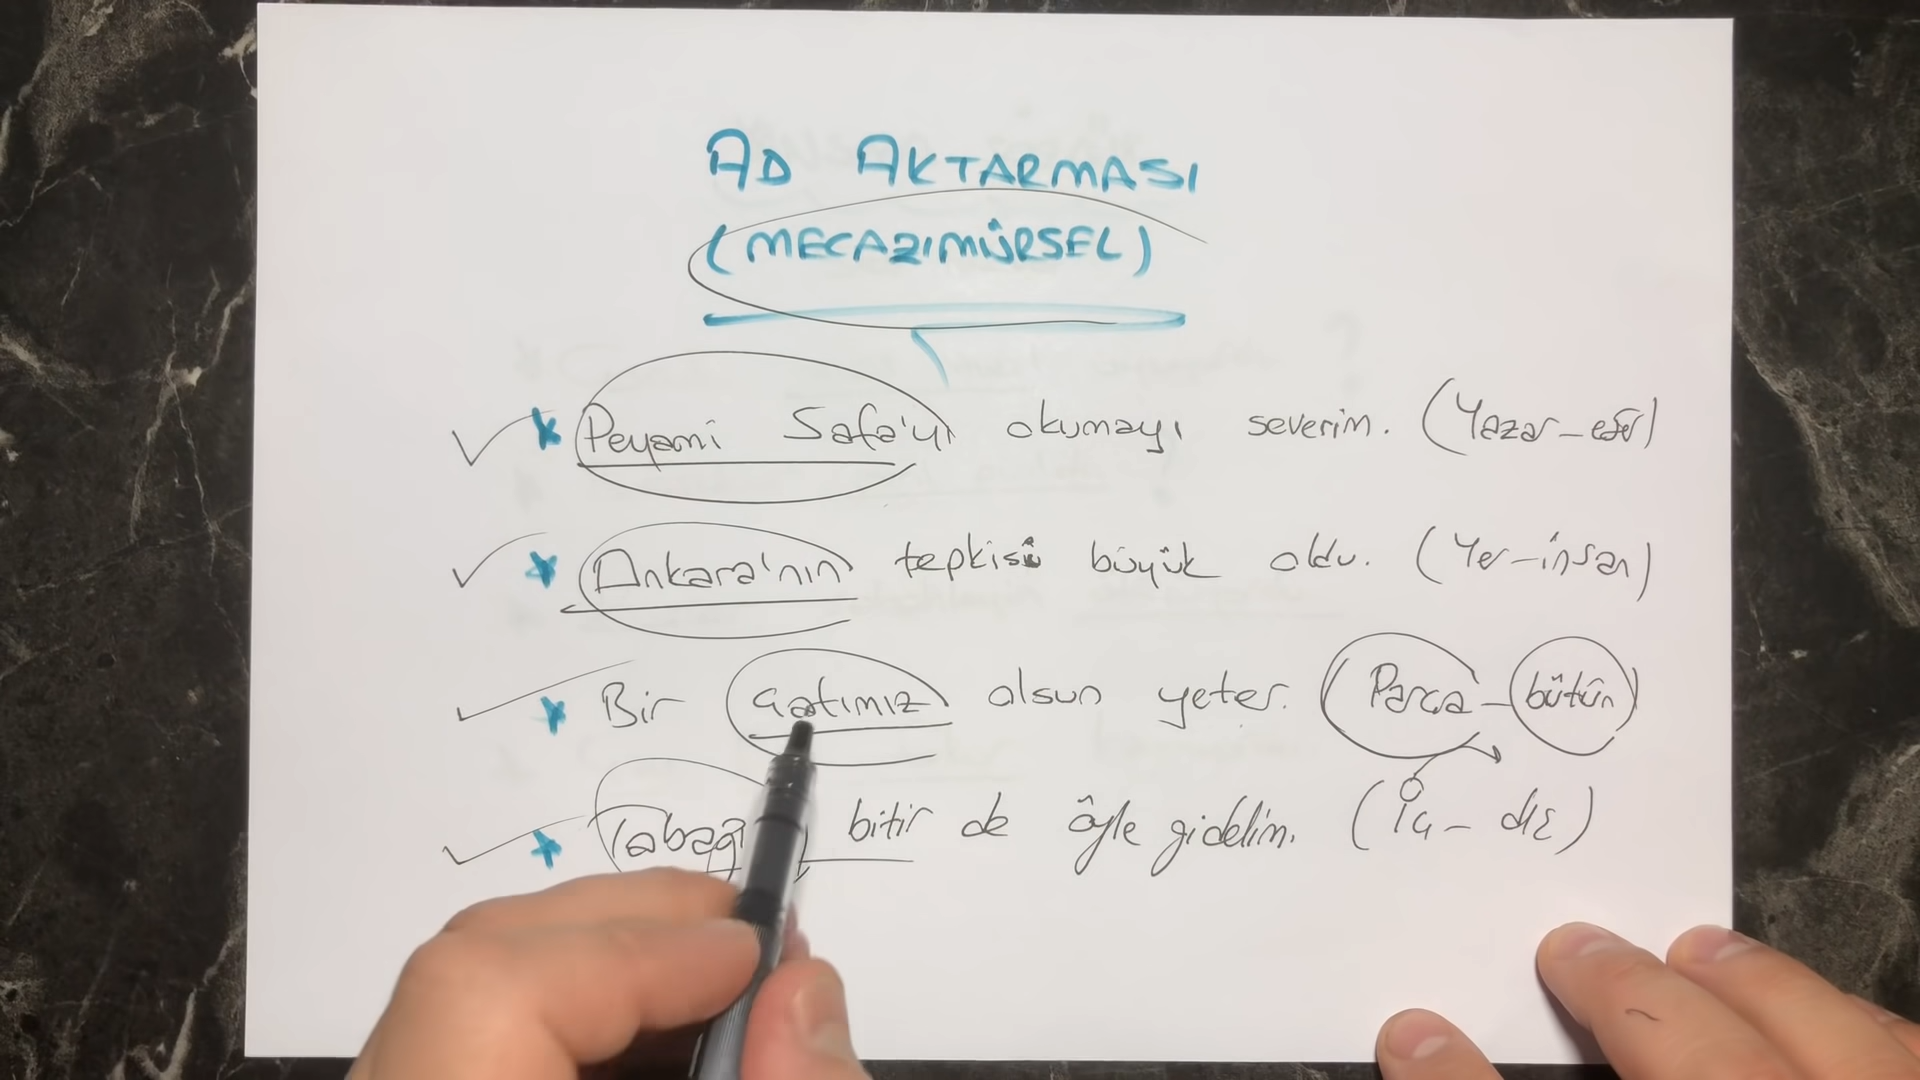 AD AKTARMASI
(MECAZIMÜRSEL)
Peyami Safa'yı okumayı severim. (Yazar-eser)
Ankara'nın tepkisi büyük oldu. (Yer-insan)
Bir çatımız olsun yeter. (Parça-bütün)
bitir de öyle gidelim. (İç-dış)